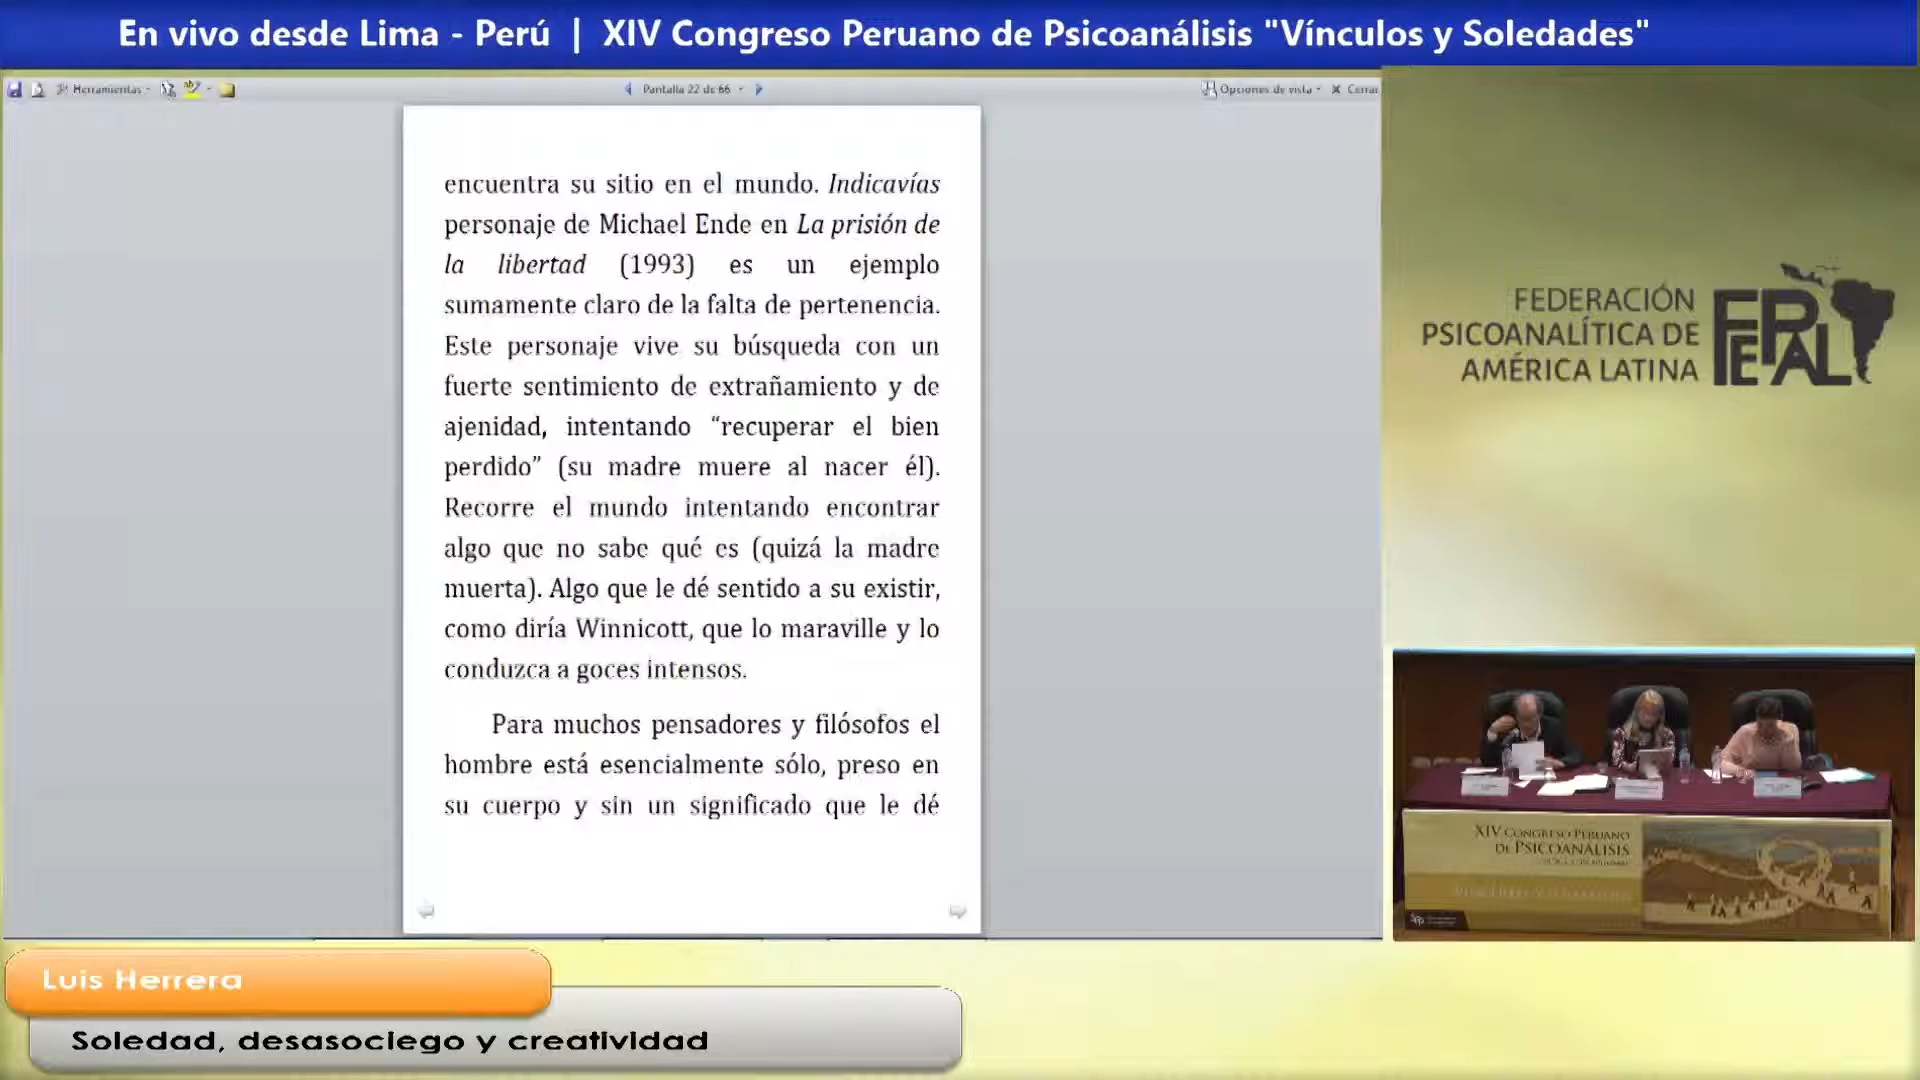 En vivo desde Lima - Perú | XIV Congreso Peruano de Psicoanálisis "Vínculos y Soledades"
Herramientas
Pantalla 22 de 66
Opciones de vista
Cerrar
encuentra su sitio en el mundo. Indicavías
personaje de Michael Ende en La prisión de
la libertad (1993) es un ejemplo
sumamente claro de la falta de pertenencia.
Este personaje vive su búsqueda con un
fuerte sentimiento de extrañamiento y de
ajenidad, intentando “recuperar el bien
perdido” (su madre muere al nacer él).
Recorre el mundo intentando encontrar
algo que no sabe qué es (quizá la madre
muerta). Algo que le dé sentido a su existir,
como diría Winnicott, que lo maraville y lo
conduzca a goces intensos.
Para muchos pensadores y filósofos el
hombre está esencialmente sólo, preso en
su cuerpo y sin un significado que le dé
FEDERACIÓN
PSICOANALÍTICA DE
AMÉRICA LATINA
FEPAL
XIV CONGRESO PERUANO
DE PSICOANÁLISIS
Luis Herrera
Soledad, desasociego y creatividad